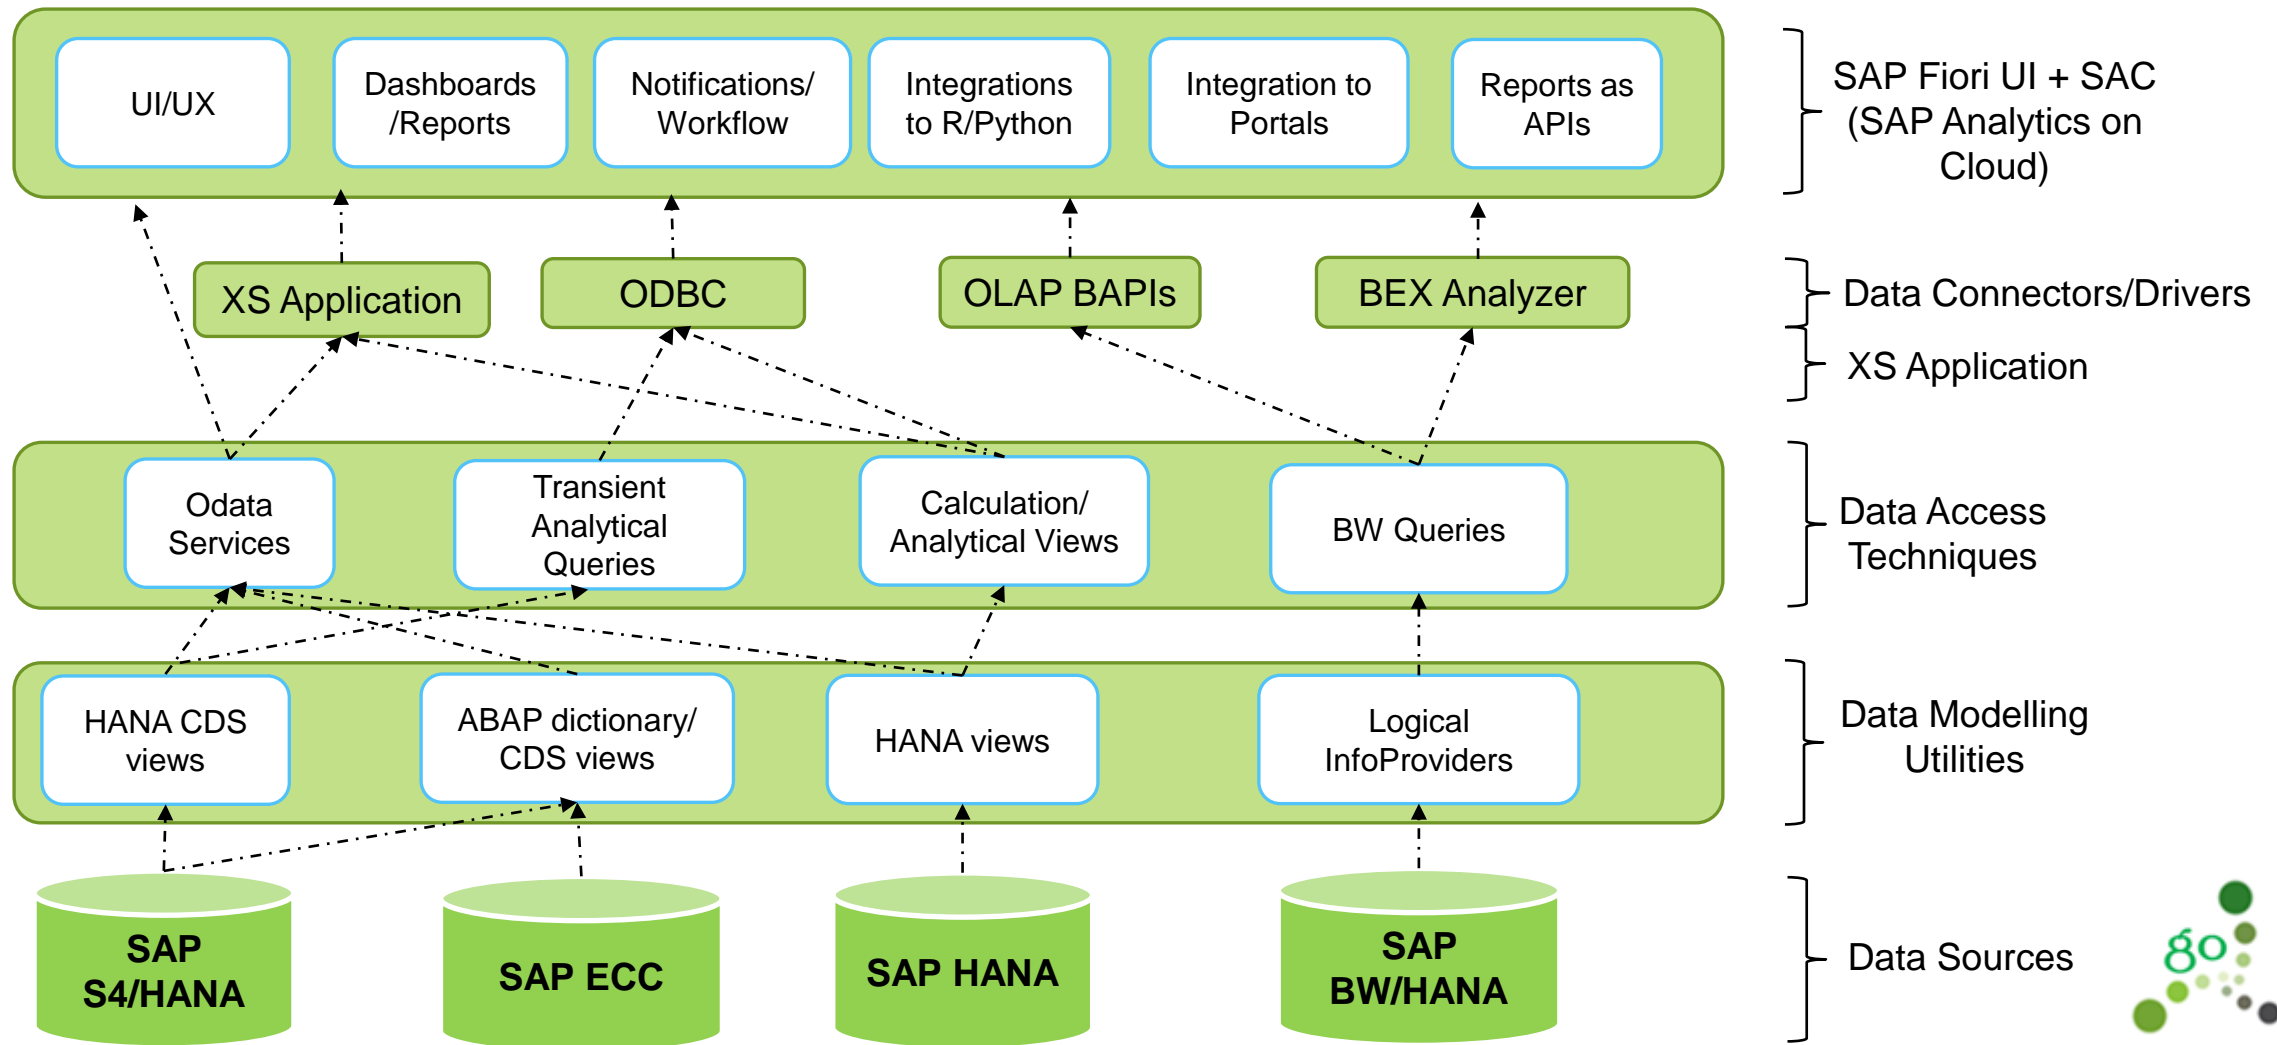 UI/UX
Dashboards
/Reports
Notifications/
Workflow
Integrations
to R/Python
Integration to
Portals
Reports as
APIs
SAP Fiori UI + SAC
(SAP Analytics on
Cloud)
XS Application
ODBC
OLAP BAPIs
BEX Analyzer
Data Connectors/Drivers
XS Application
Odata
Services
Transient
Analytical
Queries
Calculation/
Analytical Views
BW Queries
Data Access
Techniques
HANA CDS
views
ABAP dictionary/
CDS views
HANA views
Logical
InfoProviders
Data Modelling
Utilities
SAP
S4/HANA
SAP ECC
SAP HANA
SAP
BW/HANA
Data Sources
go